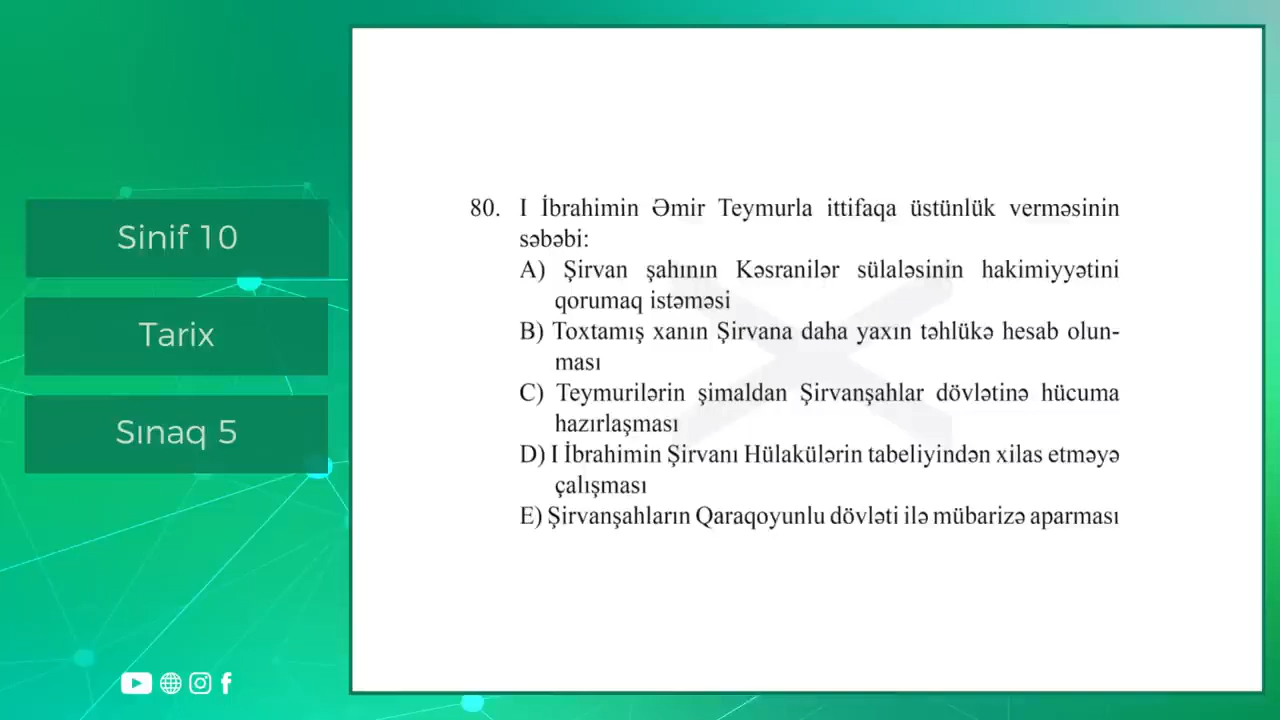 Sinif 10
Tarix
Sınaq 5
80. I İbrahimin Əmir Teymurla ittifaqa üstünlük verməsinin
səbəbi:
A) Şirvan şahının Kəsranilər sülaləsinin hakimiyyətini
qorumaq istəməsi
B) Toxtamış xanın Şirvana daha yaxın təhlükə hesab olun-
ması
C) Teymurilərin şimaldan Şirvanşahlar dövlətinə hücuma
hazırlaşması
D) I İbrahimin Şirvanı Hülakülərin tabeliyindən xilas etməyə
çalışması
E) Şirvanşahların Qaraqoyunlu dövləti ilə mübarizə aparması